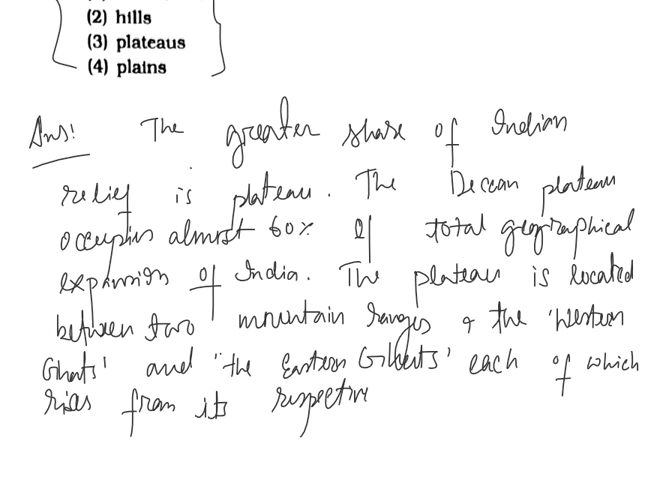 (2) hills
(3) plateaus
(4) plains
Ans: The greater share of Indian
relief is plateau. The Deccan plateau
occupies almost 60% of total geographical
expansion of India. The plateau is located
between two mountain ranges & the 'Western
Ghats' and "the Eastern Ghats' each of which
rises from its respective